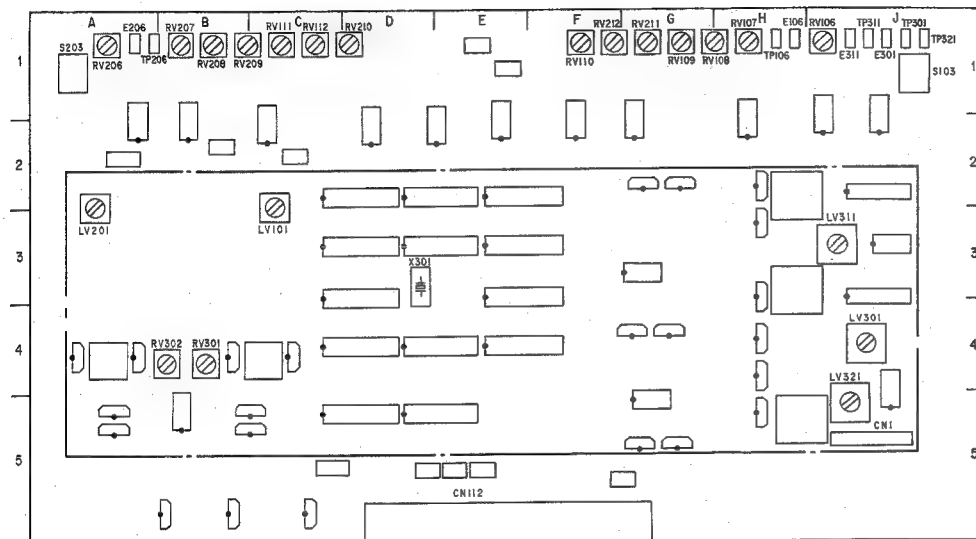 A B C D E F G H J
E206 RV207 RV111 RV112 RV210 RV212 RV211 RV107 E106 RV106 TP311 TP301
S203 RV206 TP206 RV208 RV209 RV110 RV109 RV108 TP106 E311 E301 TP321
1 S103 1
2 2
LV201 LV101 LV311
3 X301 3
LV301
4 RV302 RV301 4
LV321
CN1
5 5
CN112